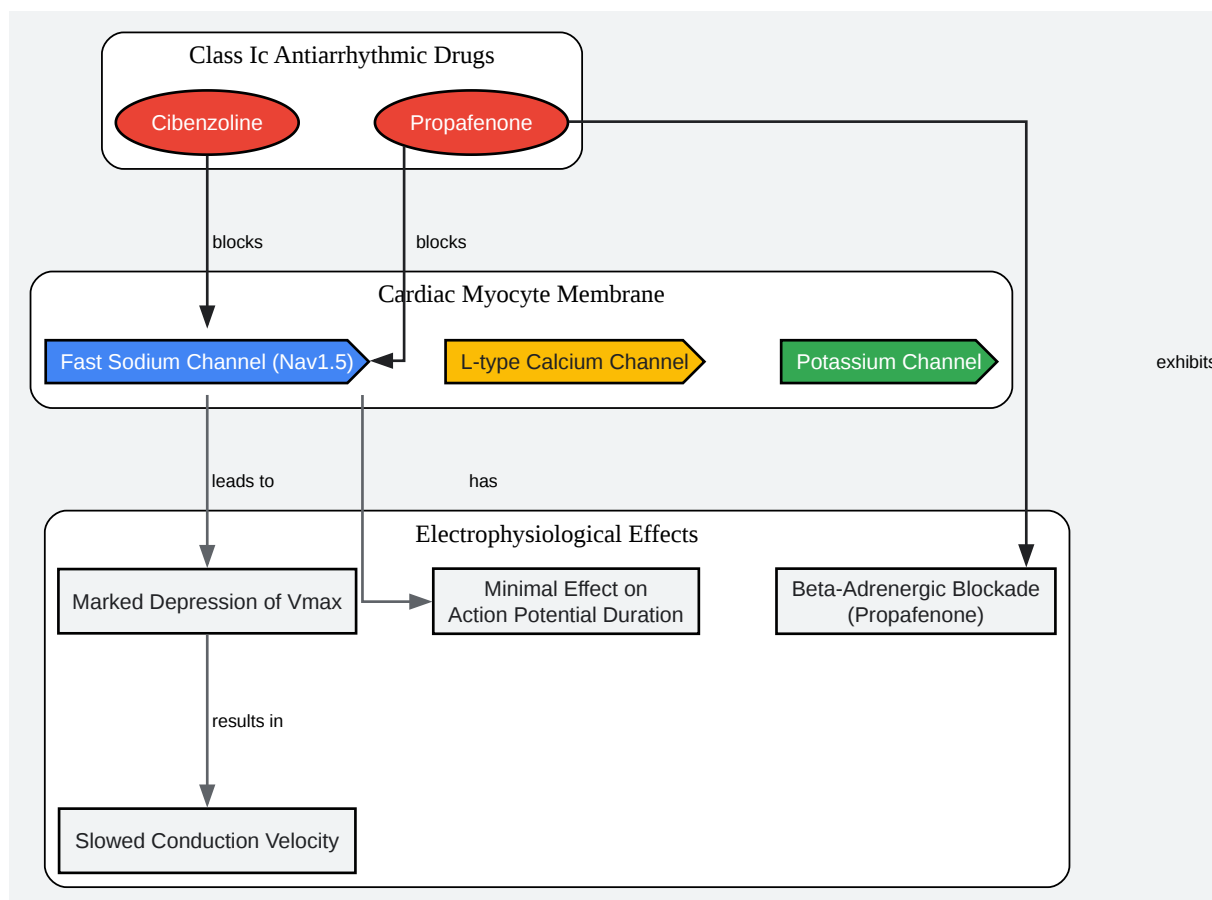 Class Ic Antiarrhythmic Drugs
Cibenzoline
Propafenone
blocks
blocks
Cardiac Myocyte Membrane
Fast Sodium Channel (Nav1.5)
L-type Calcium Channel
Potassium Channel
exhibits
leads to
has
Electrophysiological Effects
Marked Depression of Vmax
Minimal Effect on
Action Potential Duration
Beta-Adrenergic Blockade
(Propafenone)
results in
Slowed Conduction Velocity